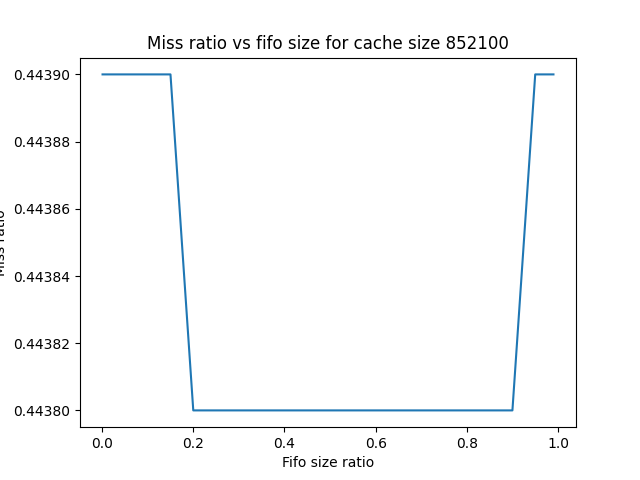 Miss ratio vs fifo size for cache size 852100
0.44390
0.44388
0.44386
0.44384
0.44382
0.44380
Miss ratio
0.0 0.2 0.4 0.6 0.8 1.0
Fifo size ratio